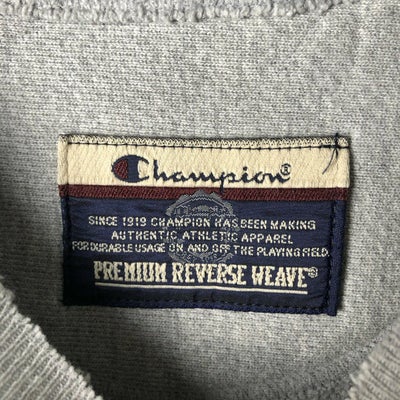 Champion®
SINCE 1919 CHAMPION HAS BEEN MAKING
AUTHENTIC ATHLETIC APPAREL
FOR DURABLE USAGE ON AND OFF THE PLAYING FIELD.
PREMIUM REVERSE WEAVE®